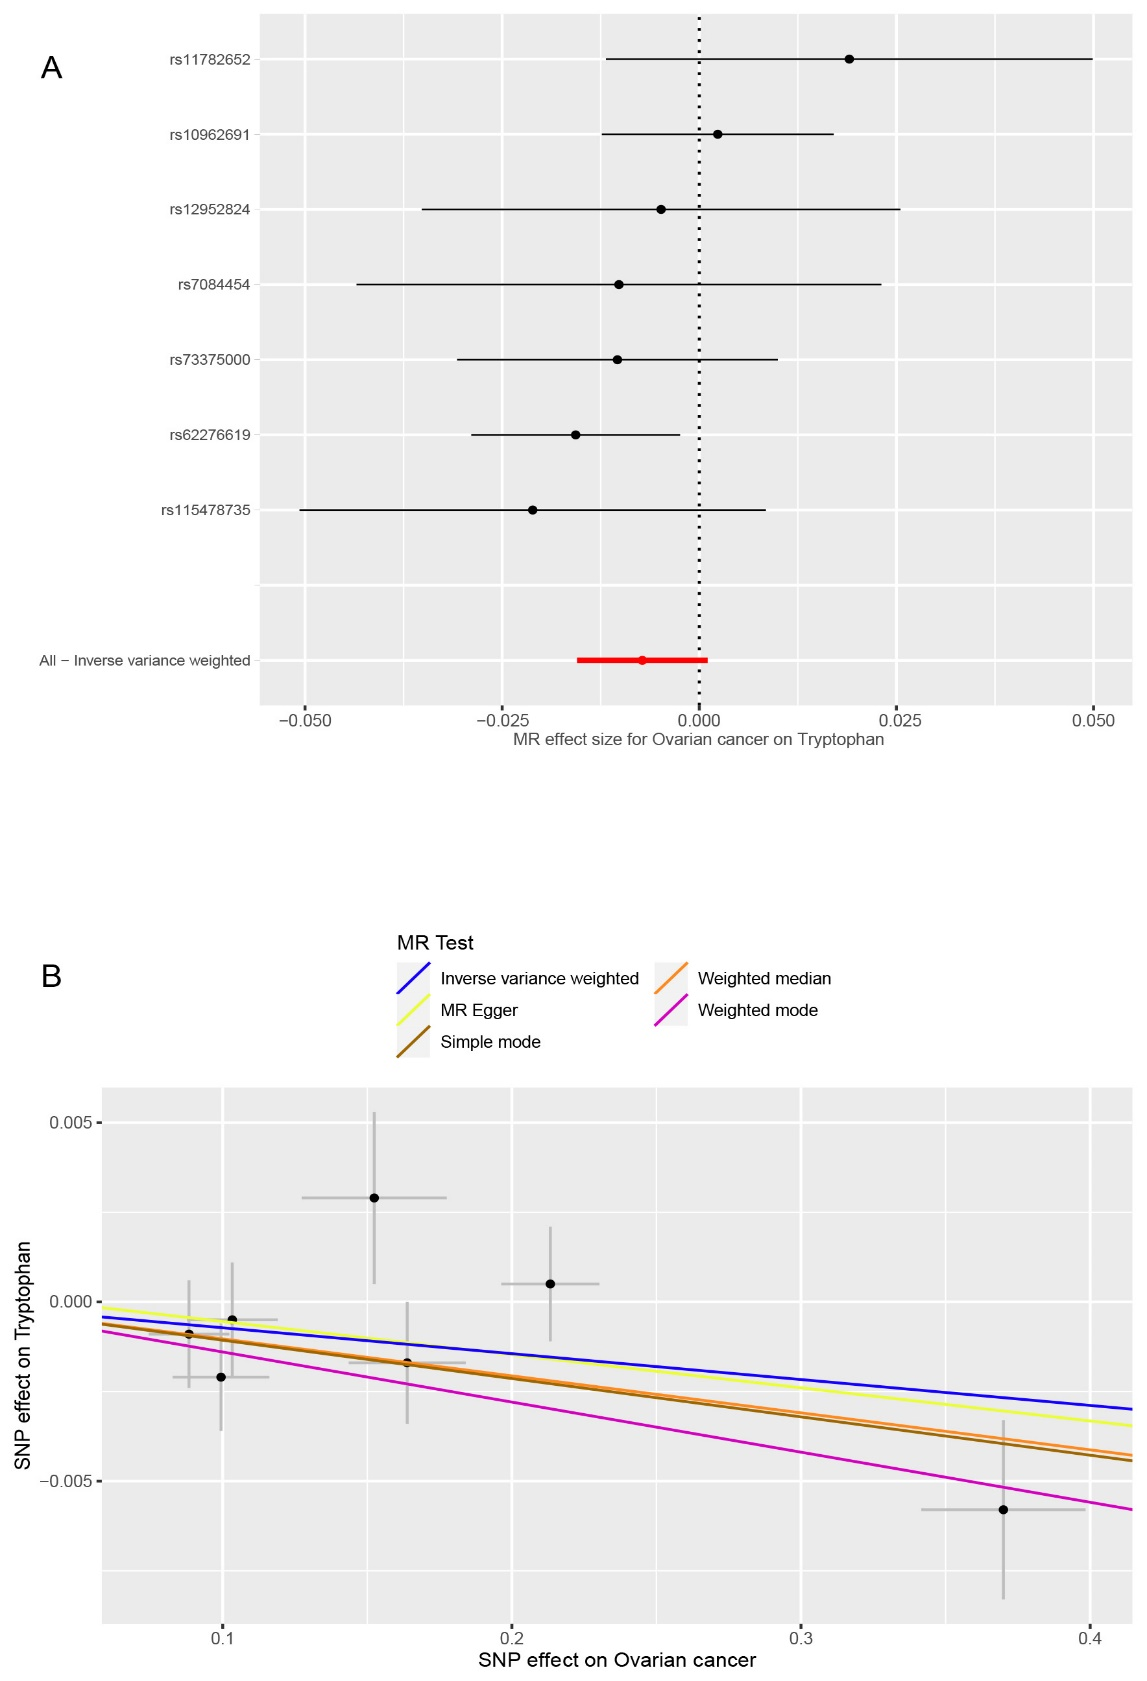 A
rs11782652
rs10962691
rs12952824
rs7084454
rs73375000
rs62276619
rs115478735
All − Inverse variance weighted
−0.050 −0.025 0.000 0.025 0.050
MR effect size for Ovarian cancer on Tryptophan
B
MR Test
Inverse variance weighted Weighted median
MR Egger Weighted mode
Simple mode
SNP effect on Tryptophan
0.005
0.000
−0.005
0.1 0.2 0.3 0.4
SNP effect on Ovarian cancer